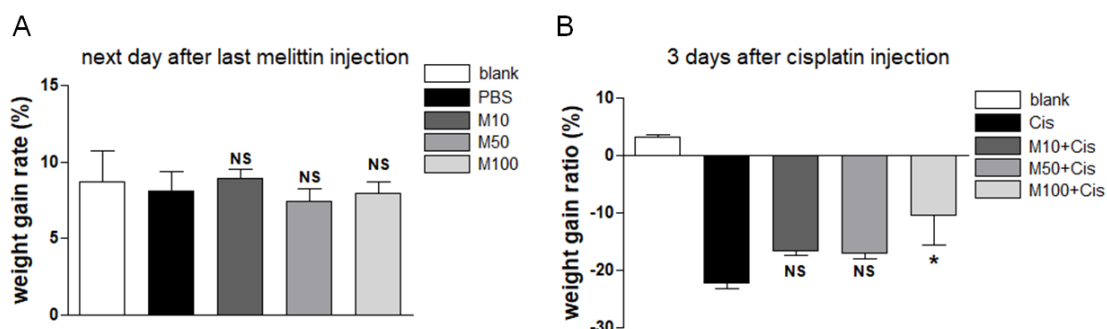 A
next day after last melittin injection
weight gain rate (%)
15
10
5
0
NS
NS
NS
blank
PBS
M10
M50
M100
B
3 days after cisplatin injection
weight gain ratio (%)
10
0
-10
-20
-30
NS
NS
*
blank
Cis
M10+Cis
M50+Cis
M100+Cis